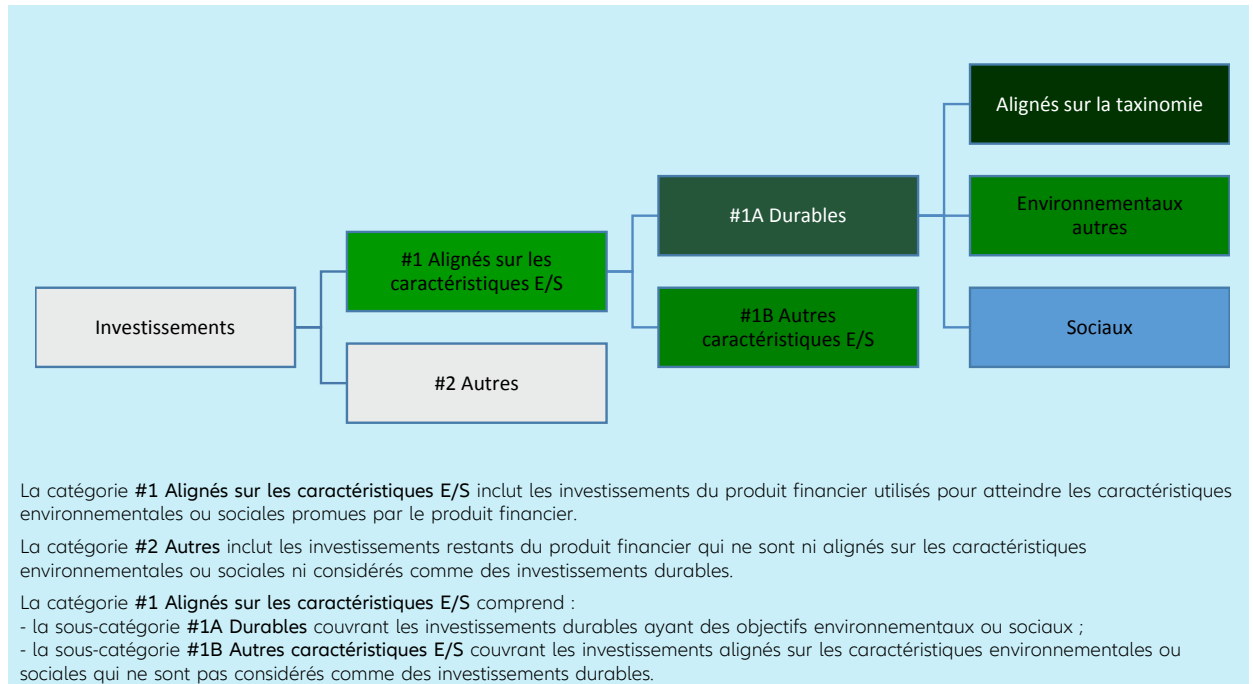 Alignés sur la taxinomie
#1A Durables
Environnementaux
autres
#1 Alignés sur les
caractéristiques E/S
Investissements
#1B Autres
caractéristiques E/S
Sociaux
#2 Autres
La catégorie #1 Alignés sur les caractéristiques E/S inclut les investissements du produit financier utilisés pour atteindre les caractéristiques
environnementales ou sociales promues par le produit financier.
La catégorie #2 Autres inclut les investissements restants du produit financier qui ne sont ni alignés sur les caractéristiques
environnementales ou sociales ni considérés comme des investissements durables.
La catégorie #1 Alignés sur les caractéristiques E/S comprend :
- la sous-catégorie #1A Durables couvrant les investissements durables ayant des objectifs environnementaux ou sociaux ;
- la sous-catégorie #1B Autres caractéristiques E/S couvrant les investissements alignés sur les caractéristiques environnementales ou
sociales qui ne sont pas considérés comme des investissements durables.